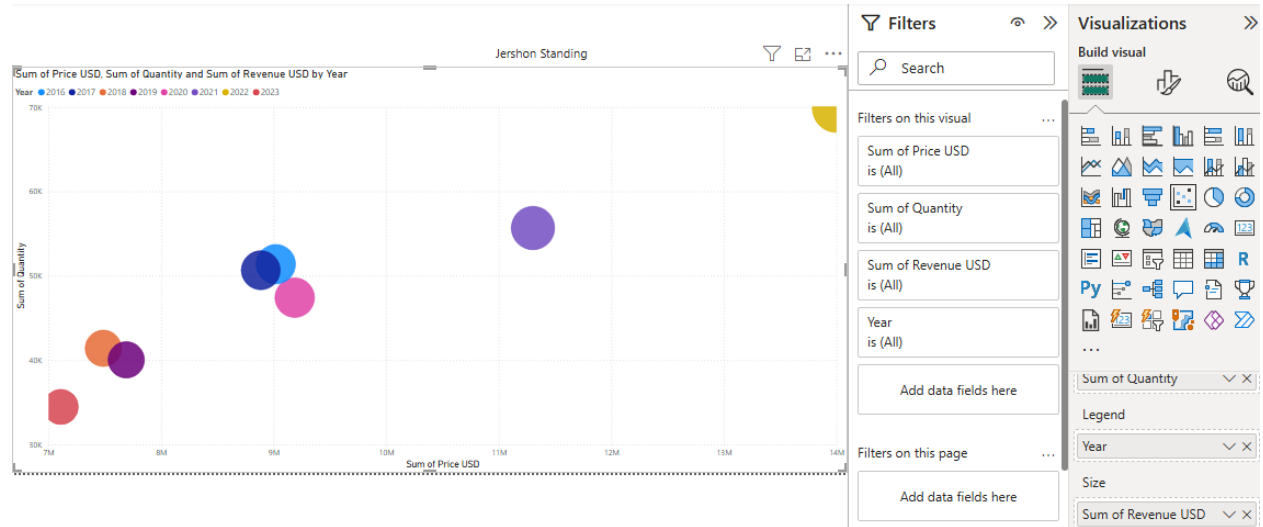 Jershon Standing
Sum of Price USD, Sum of Quantity and Sum of Revenue USD by Year
Year 2016 2017 2018 2019 2020 2021 2022 2023
70K
60K
50K
40K
30K
Sum of Quantity
7M 8M 9M 10M 11M 12M 13M 14M
Sum of Price USD
Filters
Search
Filters on this visual
Sum of Price USD
is (All)
Sum of Quantity
is (All)
Sum of Revenue USD
is (All)
Year
is (All)
Add data fields here
Filters on this page
Add data fields here
Visualizations
Build visual
123
R
Py
123
Sum of Quantity
Legend
Year
Size
Sum of Revenue USD